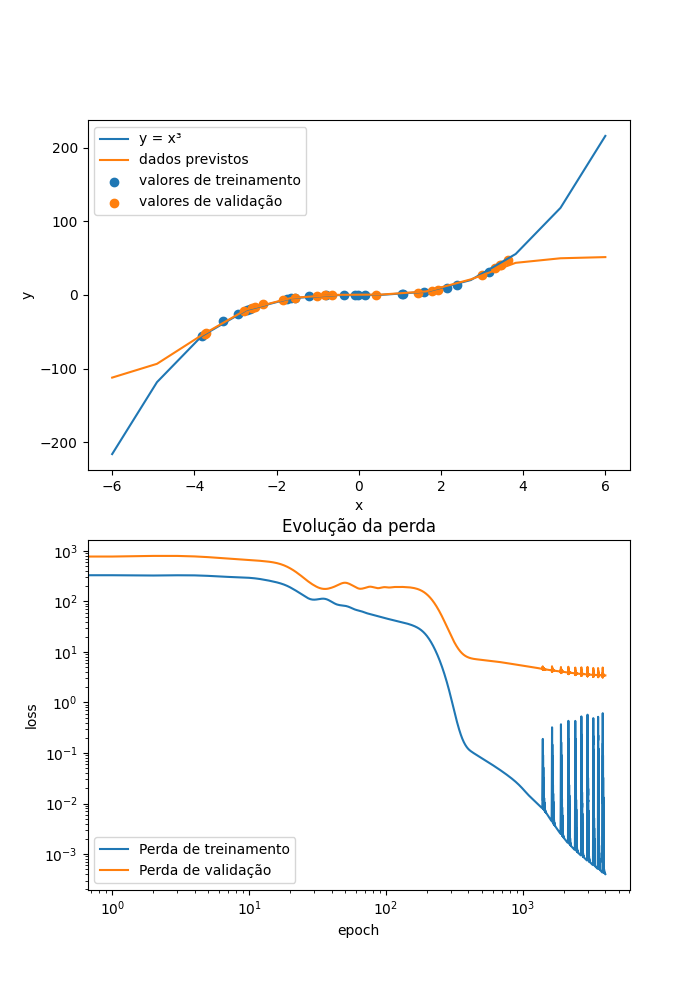 y = x³
dados previstos
valores de treinamento
valores de validação
200
100
0
−100
−200
y
−6 −4 −2 0 2 4 6
x
Evolução da perda
10³
10²
10¹
10⁰
10⁻¹
10⁻²
10⁻³
loss
Perda de treinamento
Perda de validação
10⁰ 10¹ 10² 10³
epoch